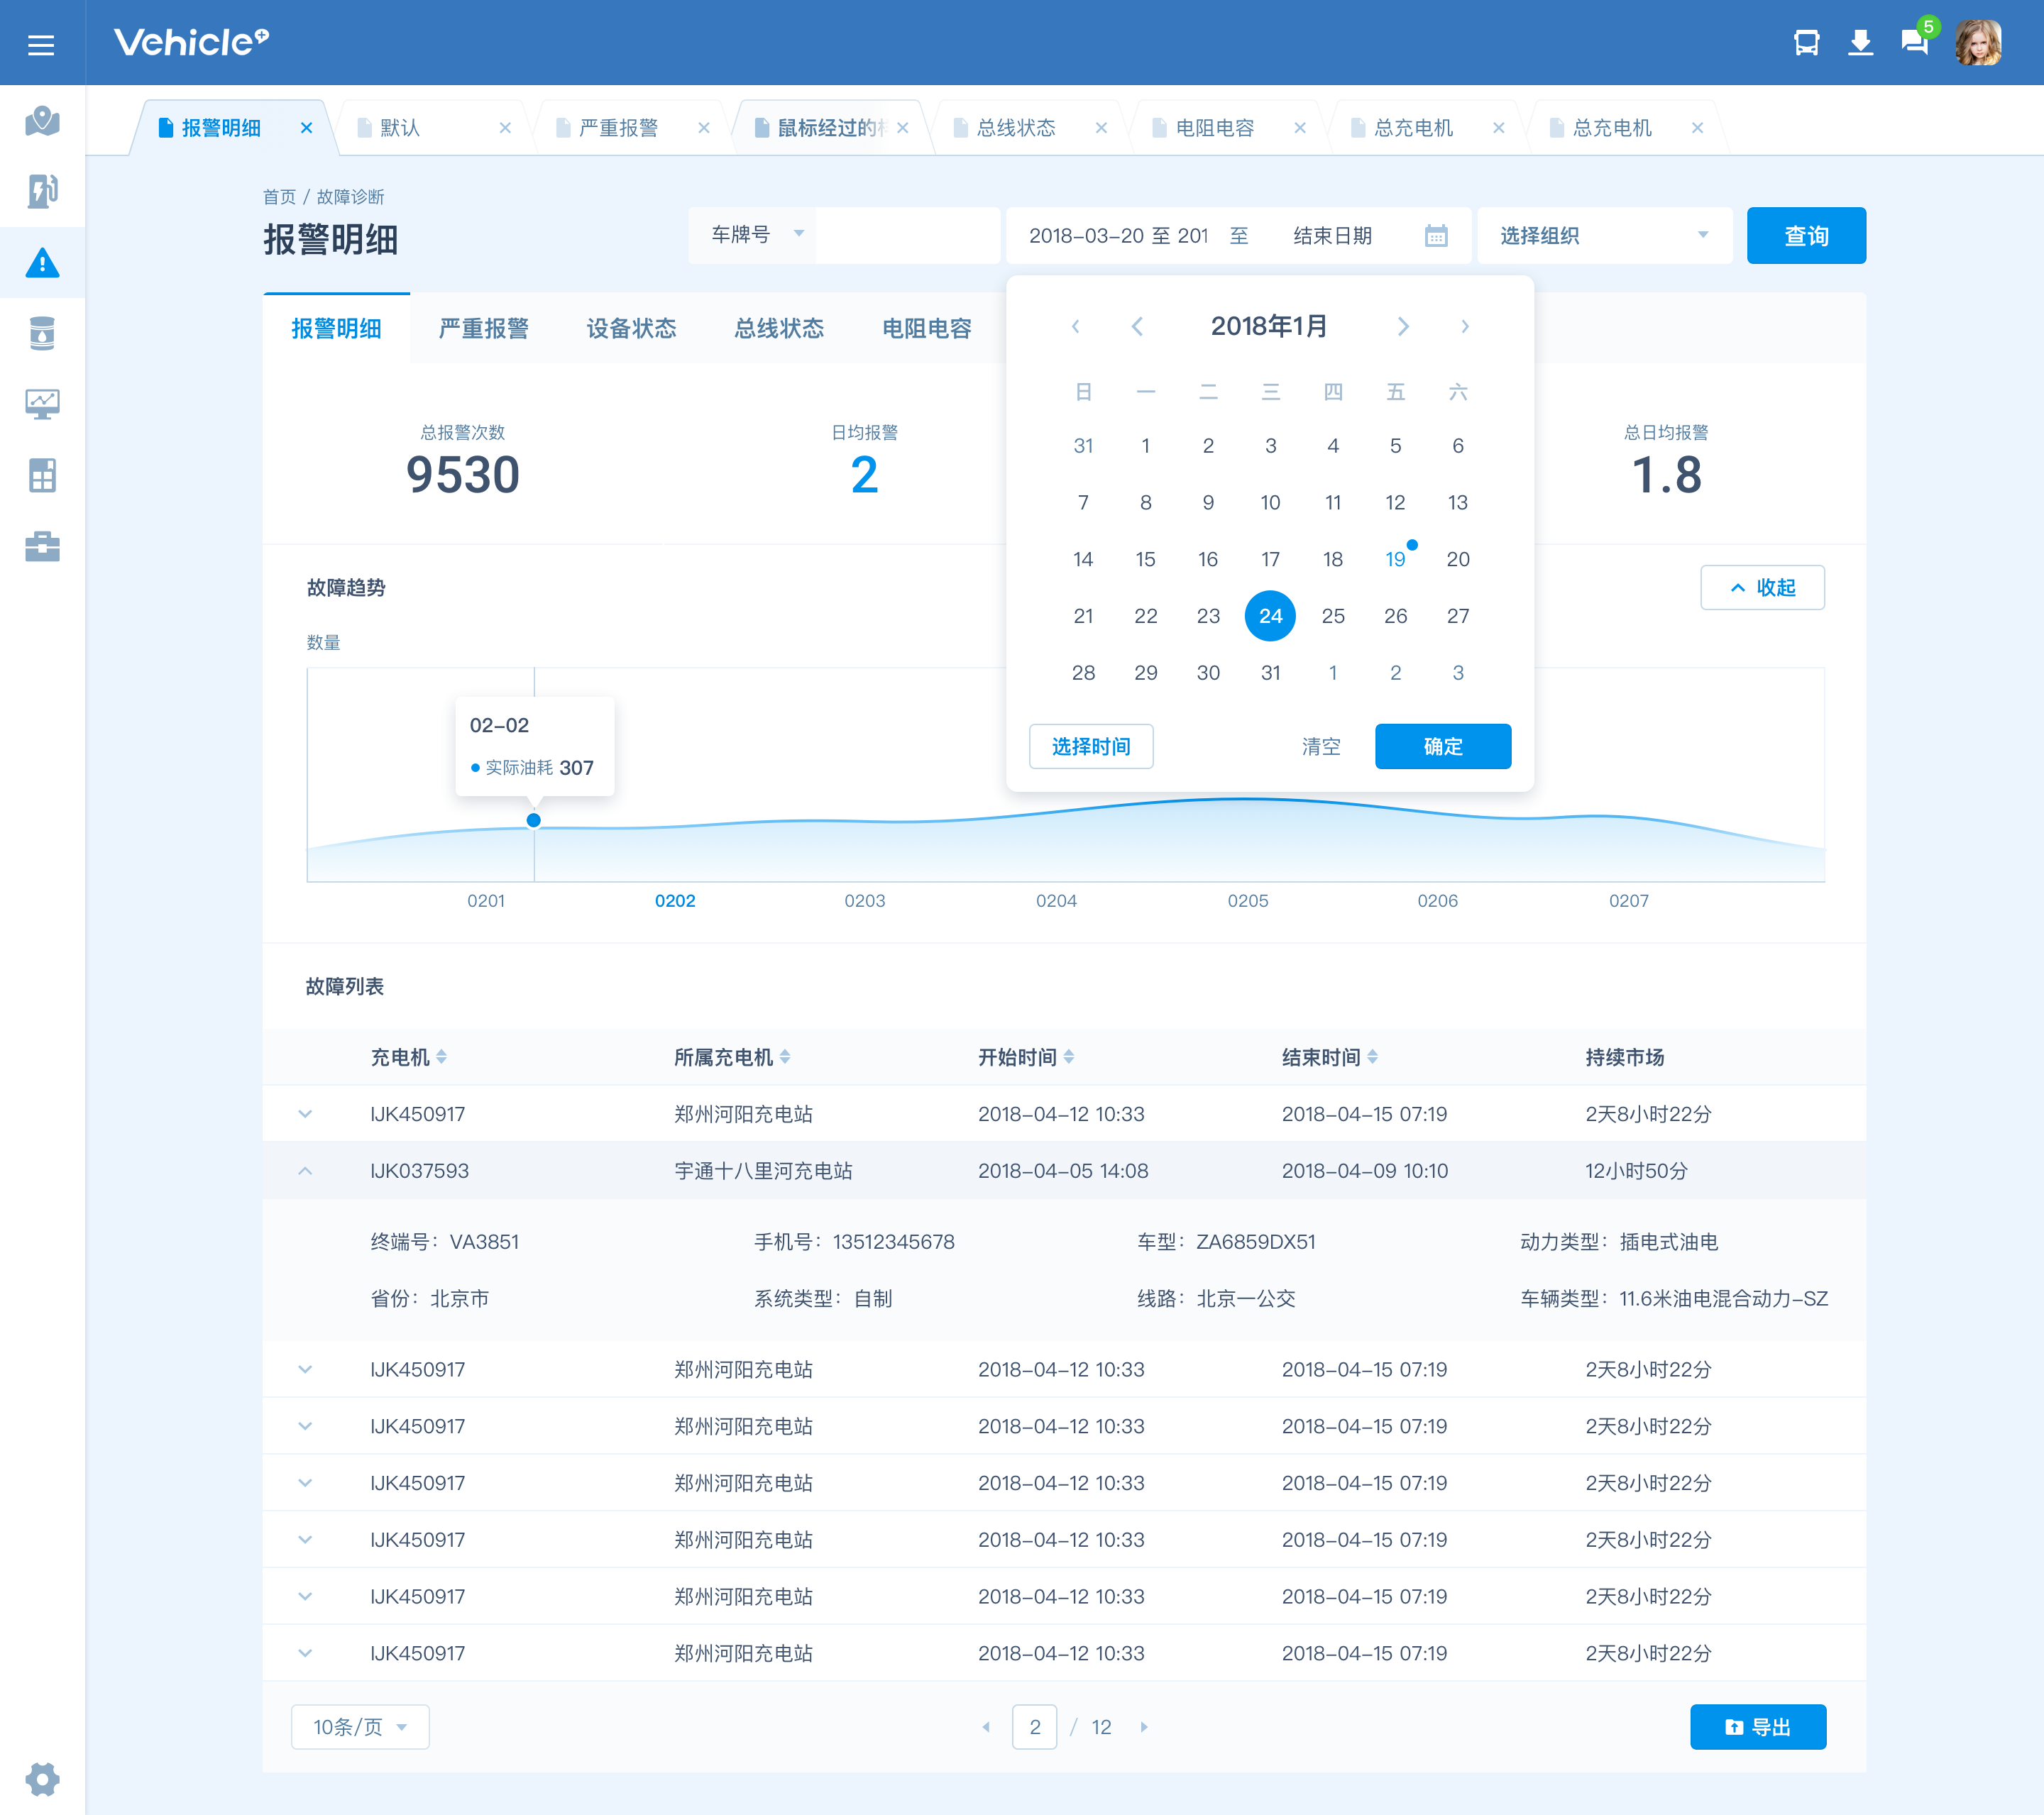 Vehicle+
5
报警明细
默认
严重报警
鼠标经过的
总线状态
电阻电容
总充电机
总充电机
首页 / 故障诊断
报警明细
车牌号
2018-03-20 至 201 至 结束日期
选择组织
查询
报警明细
严重报警
设备状态
总线状态
电阻电容
2018年1月
日 一 二 三 四 五 六
31 1 2 3 4 5 6
7 8 9 10 11 12 13
14 15 16 17 18 19 20
21 22 23 24 25 26 27
28 29 30 31 1 2 3
选择时间 清空 确定
总报警次数
9530
日均报警
2
总日均报警
1.8
故障趋势
收起
数量
02-02
实际油耗 307
0201 0202 0203 0204 0205 0206 0207
故障列表
充电机 所属充电机 开始时间 结束时间 持续市场
IJK450917 郑州河阳充电站 2018-04-12 10:33 2018-04-15 07:19 2天8小时22分
IJK037593 宇通十八里河充电站 2018-04-05 14:08 2018-04-09 10:10 12小时50分
终端号：VA3851 手机号：13512345678 车型：ZA6859DX51 动力类型：插电式油电
省份：北京市 系统类型：自制 线路：北京一公交 车辆类型：11.6米油电混合动力-SZ
IJK450917 郑州河阳充电站 2018-04-12 10:33 2018-04-15 07:19 2天8小时22分
IJK450917 郑州河阳充电站 2018-04-12 10:33 2018-04-15 07:19 2天8小时22分
IJK450917 郑州河阳充电站 2018-04-12 10:33 2018-04-15 07:19 2天8小时22分
IJK450917 郑州河阳充电站 2018-04-12 10:33 2018-04-15 07:19 2天8小时22分
IJK450917 郑州河阳充电站 2018-04-12 10:33 2018-04-15 07:19 2天8小时22分
IJK450917 郑州河阳充电站 2018-04-12 10:33 2018-04-15 07:19 2天8小时22分
10条/页
2 / 12
导出